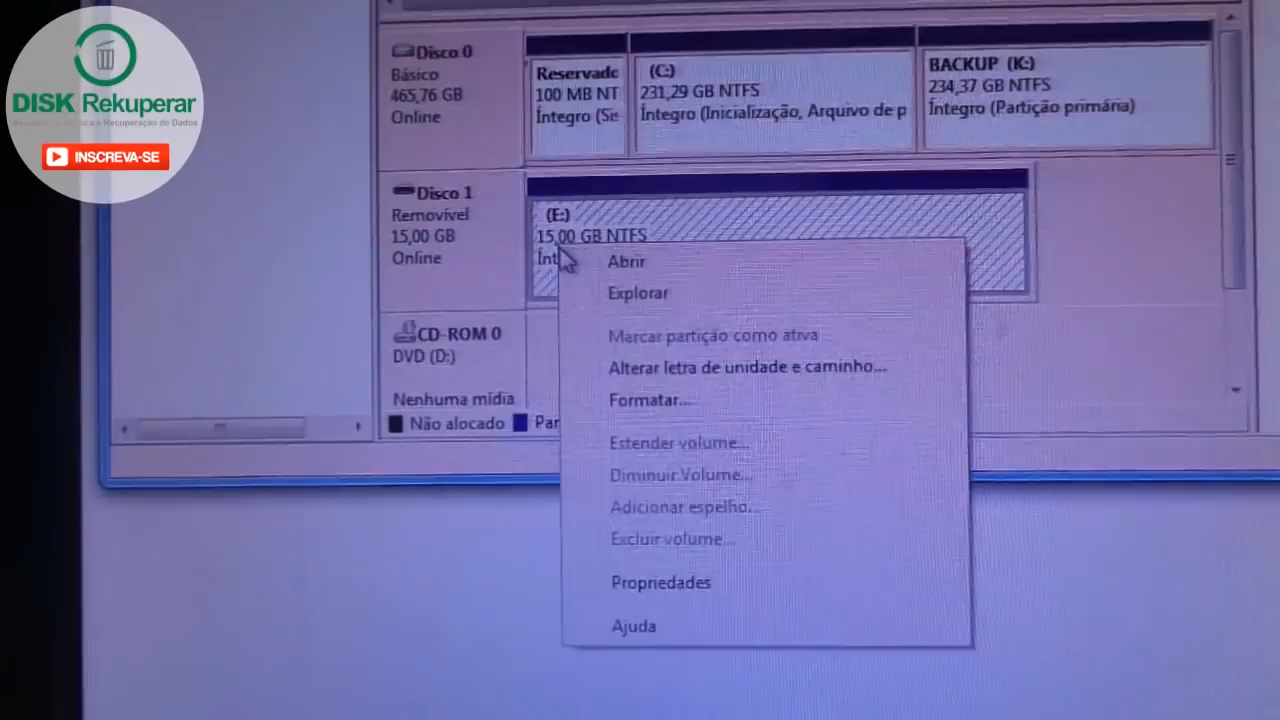 DISK Rekuperar
INSCREVA-SE
Disco 0
Básico
465,76 GB
Online
Reservado
100 MB NT
Íntegro (Sis
(C:)
231,29 GB NTFS
Íntegro (Inicialização, Arquivo de p
BACKUP (K:)
234,37 GB NTFS
Íntegro (Partição primária)
Disco 1
Removível
15,00 GB
Online
(E:)
15,00 GB NTFS
Ínt
Abrir
Explorar
Marcar partição como ativa
Alterar letra de unidade e caminho...
Formatar...
Estender volume...
Diminuir Volume...
Adicionar espelho...
Excluir volume...
Propriedades
Ajuda
CD-ROM 0
DVD (D:)
Nenhuma mídia
Não alocado
Par